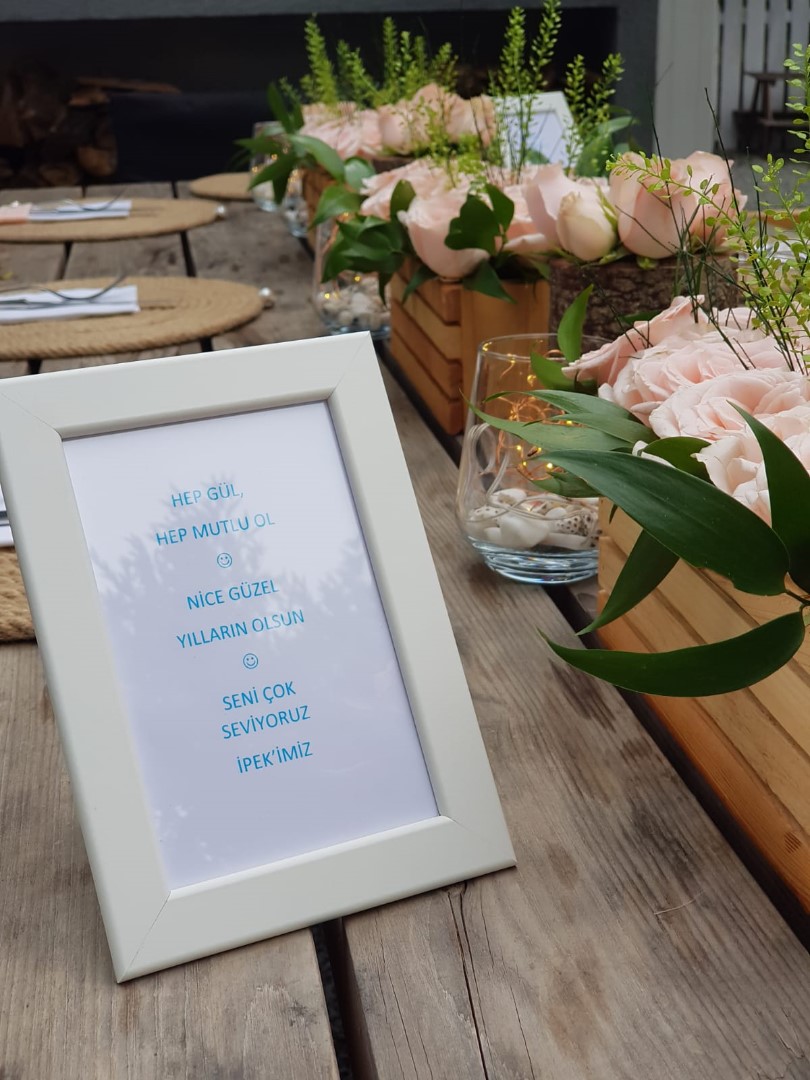 HEP GÜL,
HEP MUTLU OL
☺
NİCE GÜZEL
YILLARIN OLSUN
☺
SENİ ÇOK
SEVİYORUZ
İPEK'İMİZ